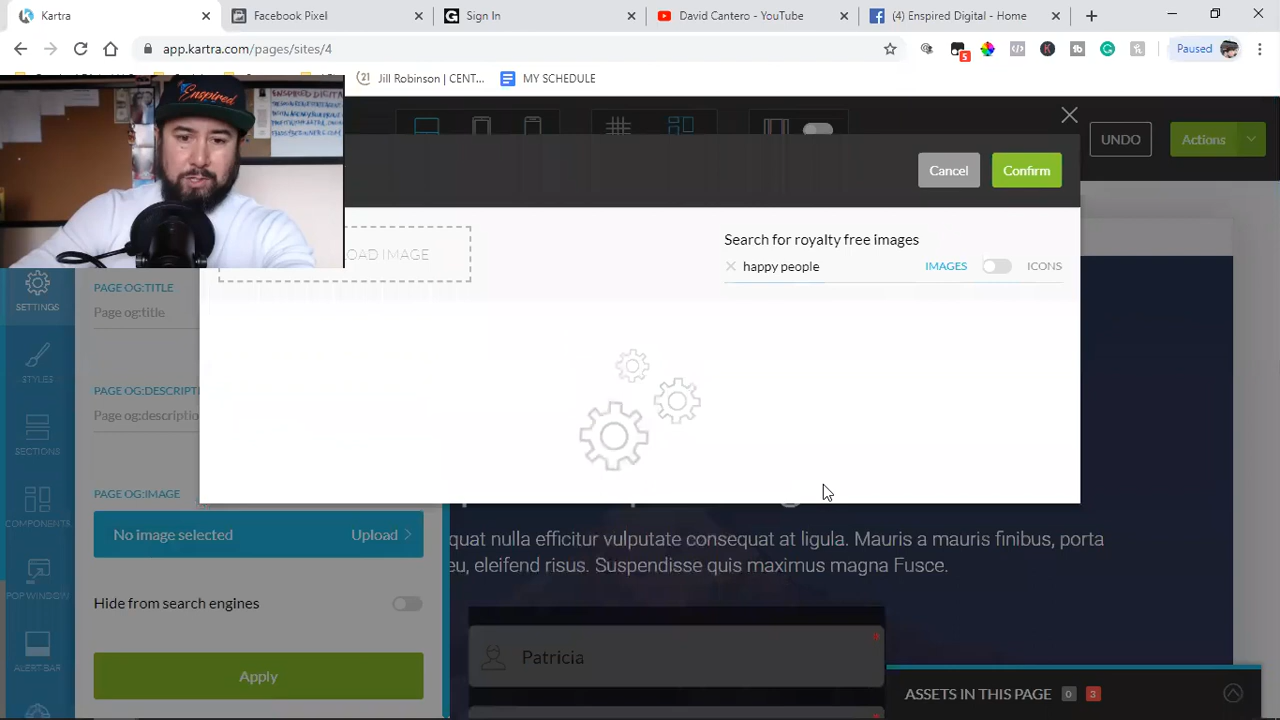 Kartra
Facebook Pixel
Sign In
David Cantero - YouTube
(4) Enspired Digital - Home
app.kartra.com/pages/sites/4
5
Paused
21 Jill Robinson | CENT...
MY SCHEDULE
Enspired
UNDO
Actions
Cancel
Confirm
OAD IMAGE
Search for royalty free images
happy people
IMAGES
ICONS
SETTINGS
STYLES
SECTIONS
COMPONENTS
POP WINDOW
ALERT BAR
PAGE OG:TITLE
Page og:title
PAGE OG:DESCRIPTI
Page og:descriptio
PAGE OG:IMAGE
No image selected
Upload
Hide from search engines
Apply
quat nulla efficitur vulputate consequat at ligula. Mauris a mauris finibus, porta
eu, eleifend risus. Suspendisse quis maximus magna Fusce.
Patricia
ASSETS IN THIS PAGE 0 3